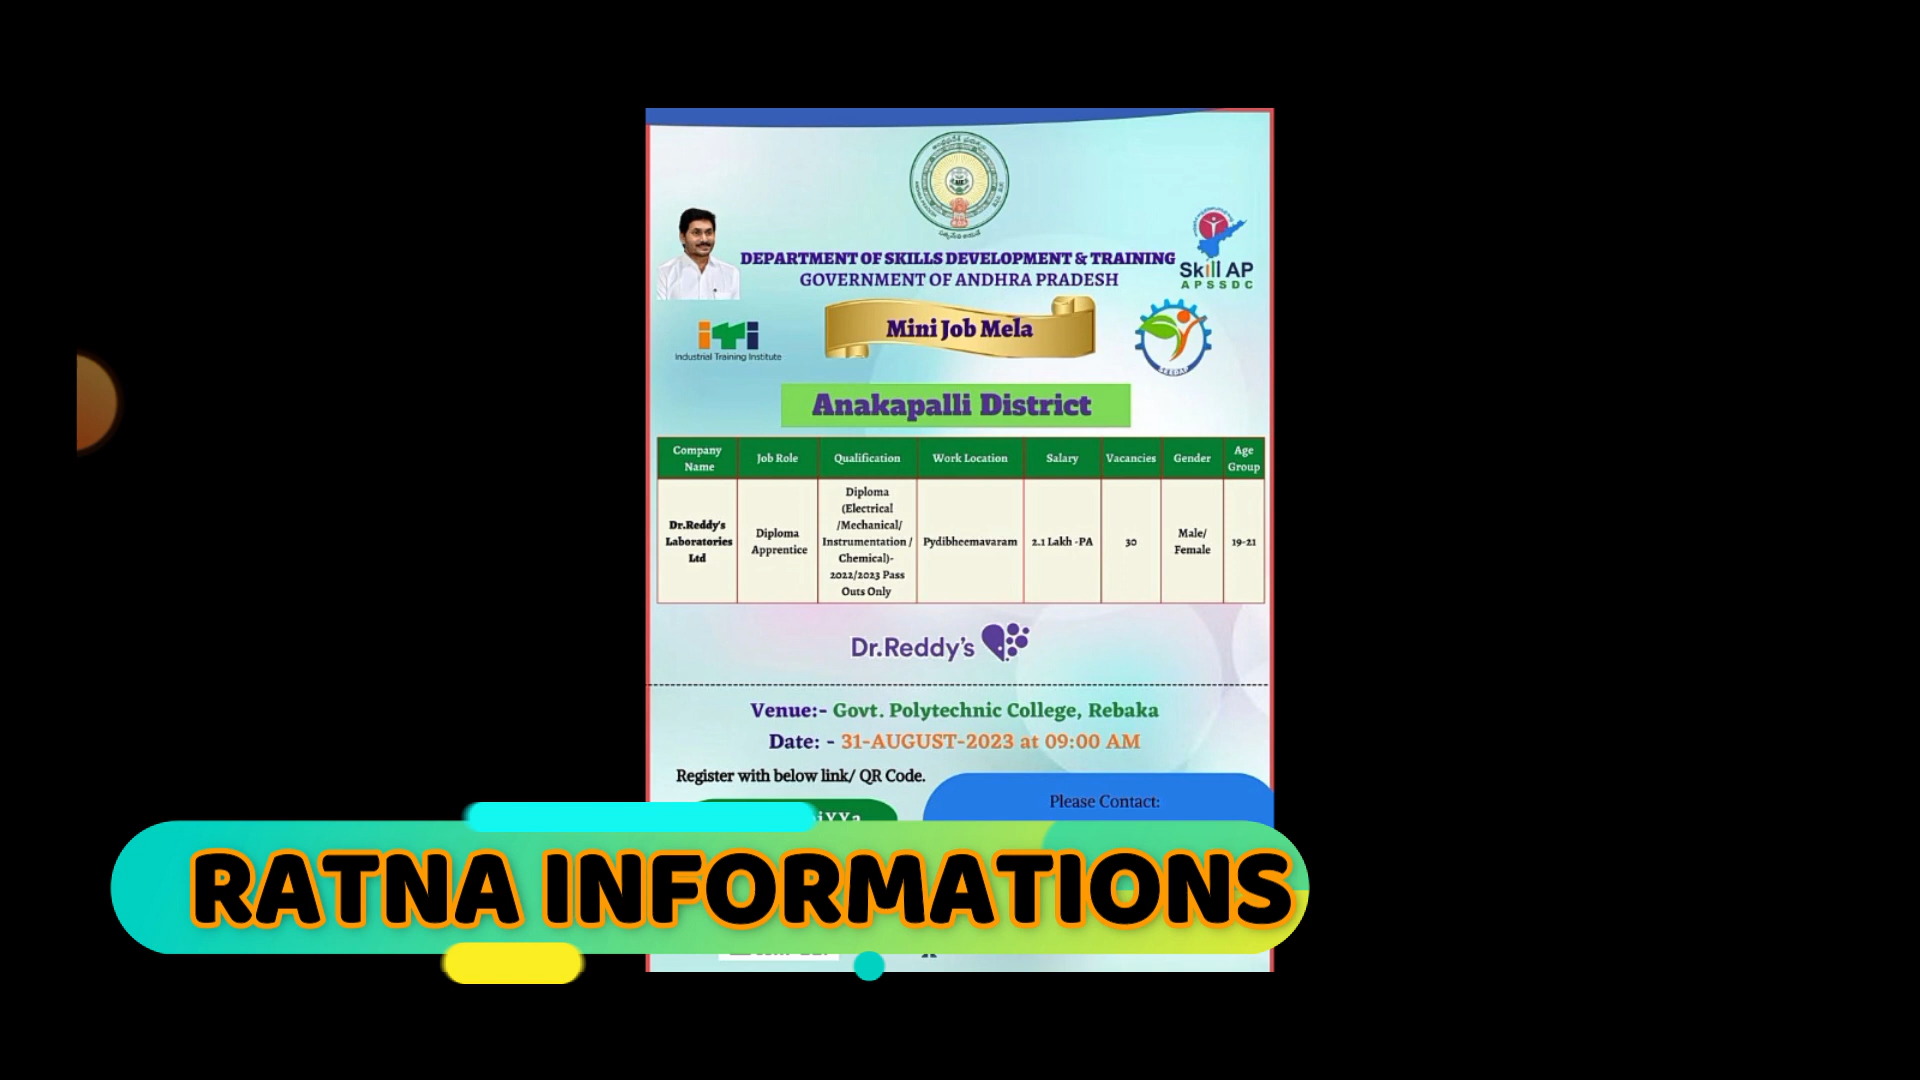 DEPARTMENT OF SKILLS DEVELOPMENT & TRAINING
GOVERNMENT OF ANDHRA PRADESH
Skill AP
APSSDC
Mini Job Mela
iTi
Industrial Training Institute
Anakapalli District
Company Name | Job Role | Qualification | Work Location | Salary | Vacancies | Gender | Age Group
Dr.Reddy's Laboratories Ltd | Diploma Apprentice | Diploma (Electrical /Mechanical/ Instrumentation / Chemical)- 2022/2023 Pass Outs Only | Pydibheemavaram | 2.1 Lakh -PA | 30 | Male/ Female | 19-21
Dr.Reddy's
Venue:- Govt. Polytechnic College, Rebaka
Date: - 31-AUGUST-2023 at 09:00 AM
Register with below link/ QR Code.
Please Contact:
RATNA INFORMATIONS